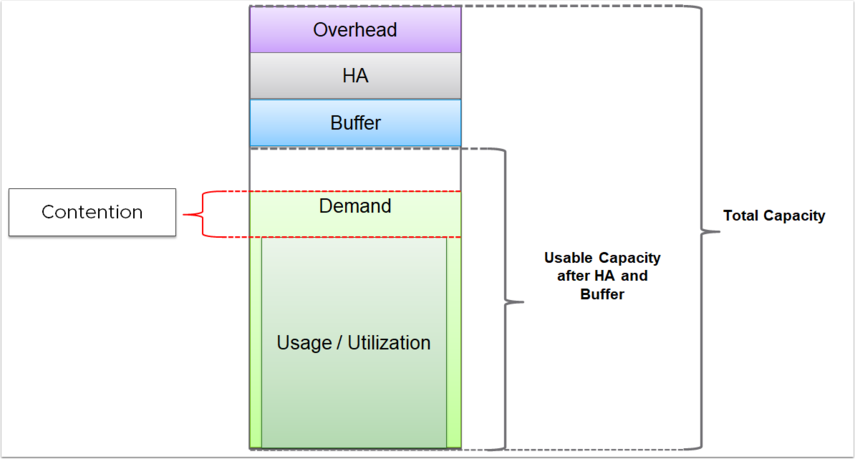 Overhead
HA
Buffer
Contention
Demand
Total Capacity
Usable Capacity
after HA and
Buffer
Usage / Utilization